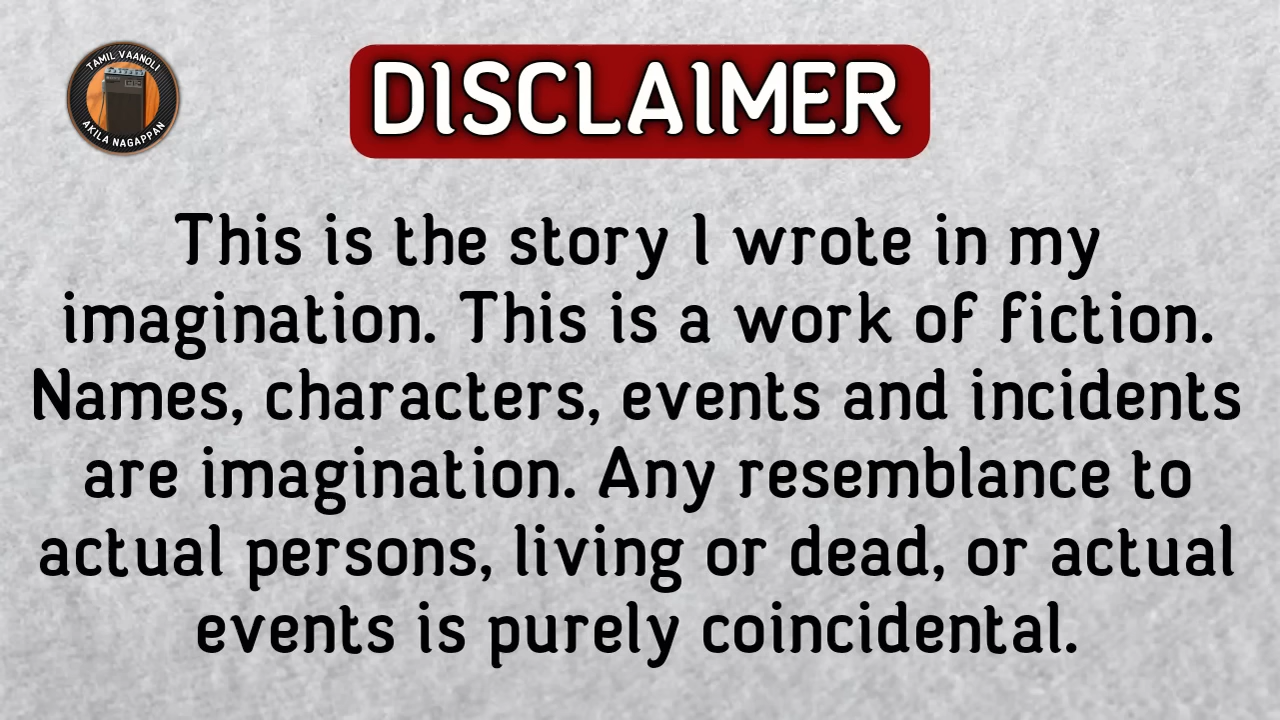 TAMIL VAANOLI
AKILA NAGAPPAN
DISCLAIMER
This is the story I wrote in my
imagination. This is a work of fiction.
Names, characters, events and incidents
are imagination. Any resemblance to
actual persons, living or dead, or actual
events is purely coincidental.